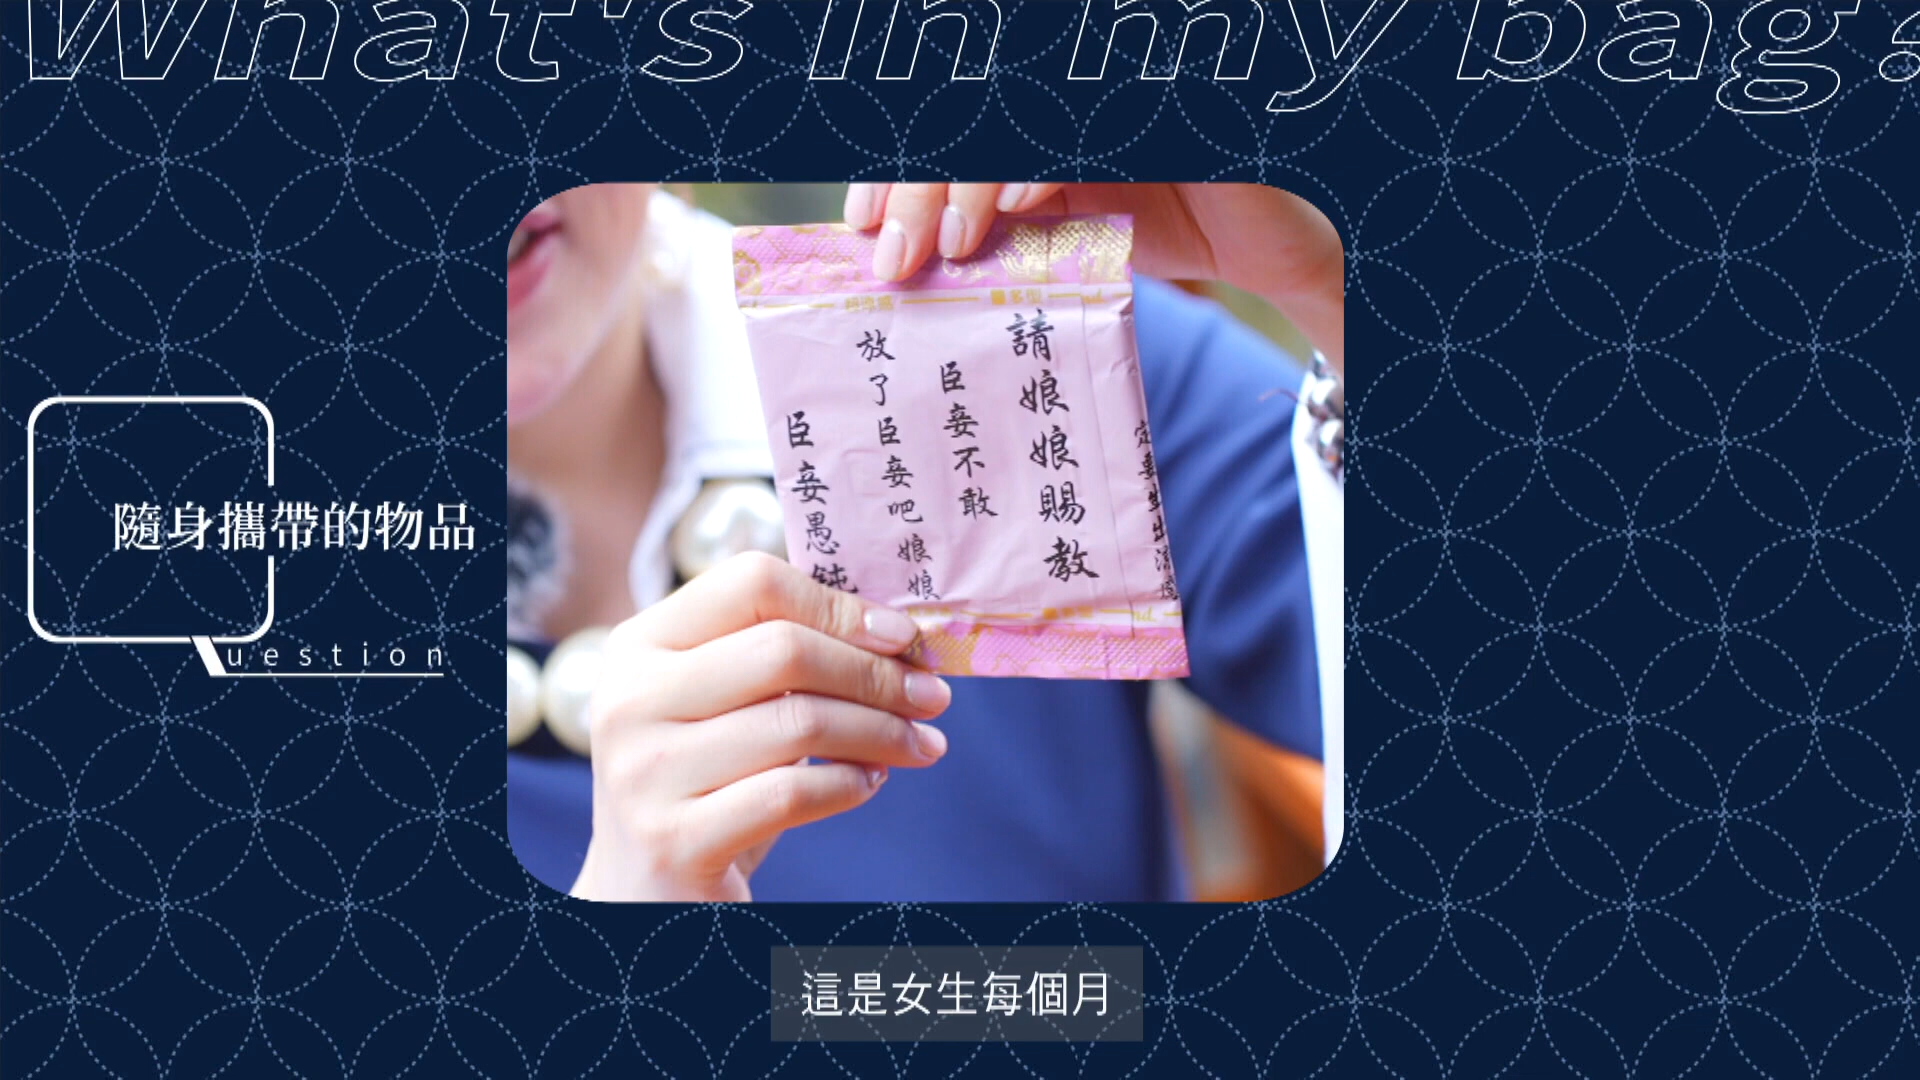 What's in my bag?
隨身攜帶的物品
uestion
請娘娘賜教
臣妾不敢
放了臣妾吧娘娘
臣妾愚鈍
這是女生每個月